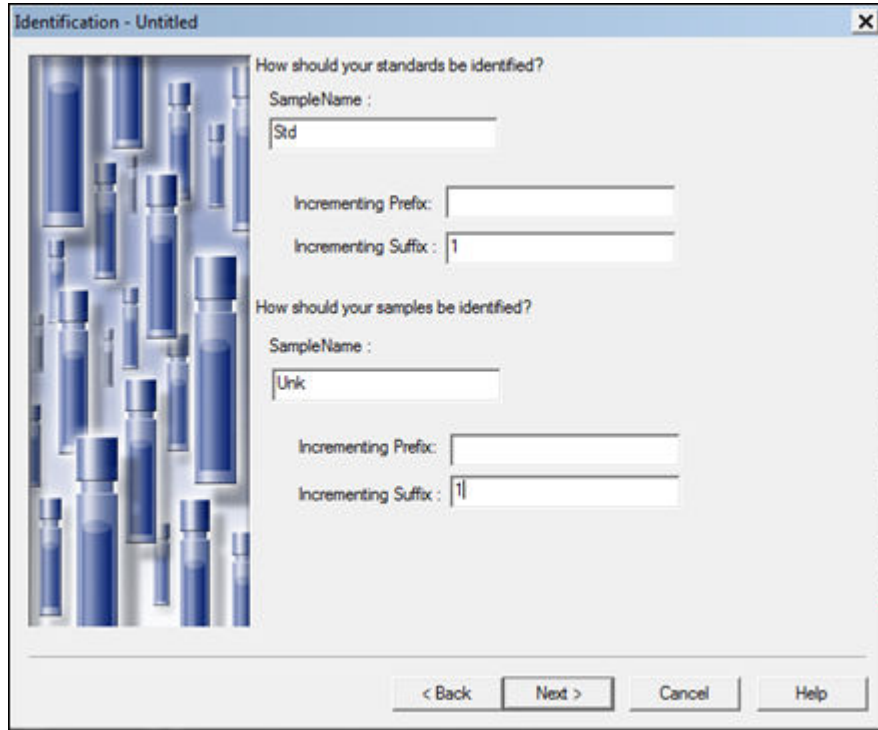 Identification - Untitled
How should your standards be identified?
SampleName :
Std
Incrementing Prefix:
Incrementing Suffix : 1
How should your samples be identified?
SampleName :
Unk
Incrementing Prefix:
Incrementing Suffix : 1
< Back Next > Cancel Help